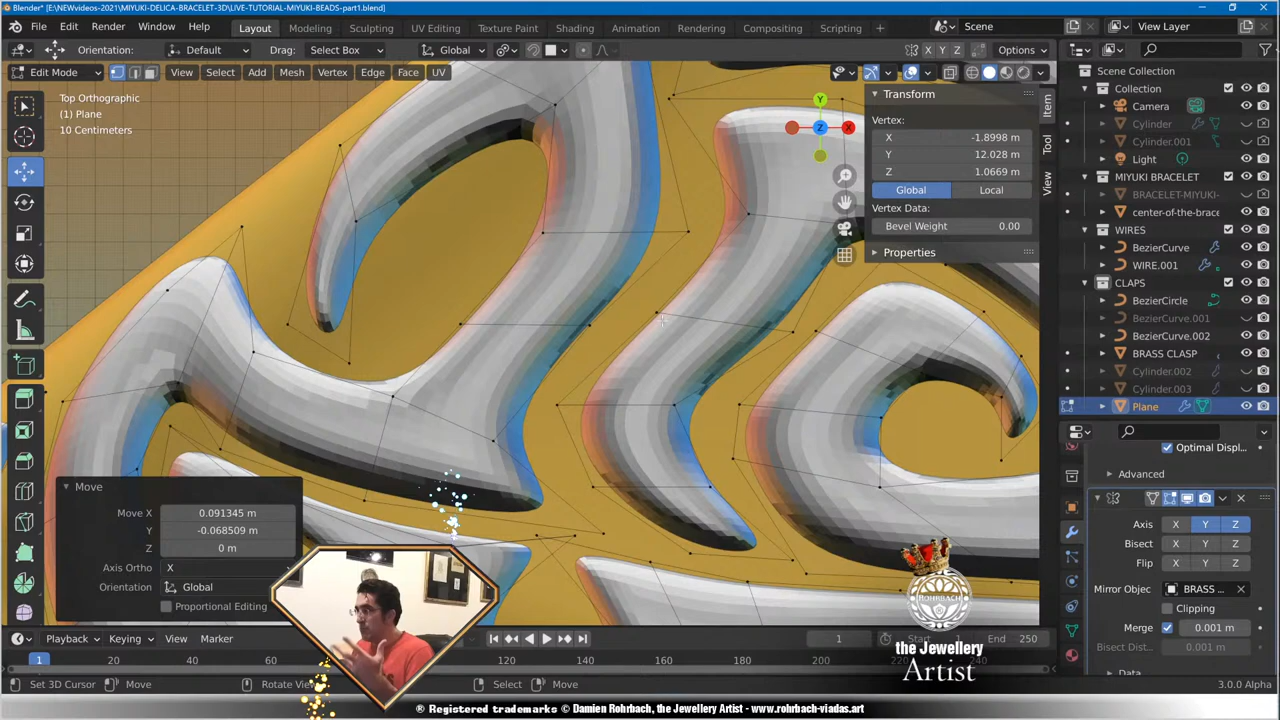 Blender* [E:\NEWvideos-2021\MIYUKI-DELICA-BRACELET-3D\LIVE-TUTORIAL-MIYUKI-BEADS-part1.blend]
File Edit Render Window Help Layout Modeling Sculpting UV Editing Texture Paint Shading Animation Rendering Compositing Scripting Scene View Layer
Orientation: Default Drag: Select Box Global X Y Z Options
Edit Mode View Select Add Mesh Vertex Edge Face UV
Top Orthographic
(1) Plane
10 Centimeters
Y
X
Z
Transform
Vertex:
X -1.8998 m
Y 12.028 m
Z 1.0669 m
Global Local
Vertex Data:
Bevel Weight 0.00
Properties
Item
Tool
View
Scene Collection
Collection
Camera
Cylinder
Cylinder.001
Light
MIYUKI BRACELET
BRACELET-MIYUKI-
center-of-the-brace
WIRES
BezierCurve
WIRE.001
CLAPS
BezierCircle
BezierCurve.001
BezierCurve.002
BRASS CLASP
Cylinder.002
Cylinder.003
Plane
Optimal Displ...
Advanced
Axis X Y Z
Bisect X Y Z
Flip X Y Z
Mirror Objec BRASS ...
Clipping
Merge 0.001 m
Bisect Distance 0.001 m
Data
Move
Move X 0.091345 m
Y -0.068509 m
Z 0 m
Axis Ortho X
Orientation Global
Proportional Editing
ROHRBACH
the Jewellery
Artist
Playback Keying View Marker 1 Start End 250
1 20 40 60 120 140 160 180 200 220 240
Set 3D Cursor Move Rotate View Select Move 3.0.0 Alpha
® Registered trademarks © Damien Rohrbach, the Jewellery Artist - www.rohrbach-viadas.art